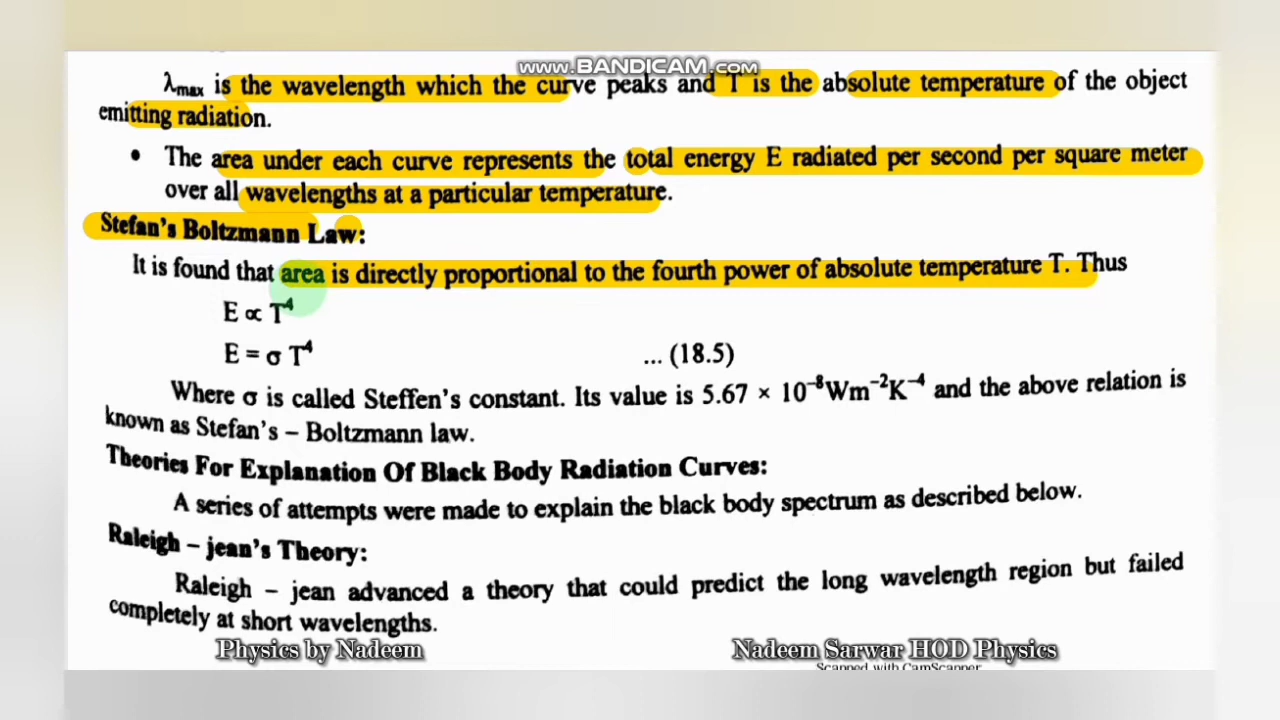 www.BANDICAM.com
λmax is the wavelength which the curve peaks and T is the absolute temperature of the object
emitting radiation.
• The area under each curve represents the total energy E radiated per second per square meter
over all wavelengths at a particular temperature.
Stefan's Boltzmann Law:
It is found that area is directly proportional to the fourth power of absolute temperature T. Thus
E ∝ T⁴
E = σ T⁴ ... (18.5)
Where σ is called Steffen's constant. Its value is 5.67 × 10⁻⁸Wm⁻²K⁻⁴ and the above relation is
known as Stefan's – Boltzmann law.
Theories For Explanation Of Black Body Radiation Curves:
A series of attempts were made to explain the black body spectrum as described below.
Raleigh – jean's Theory:
Raleigh – jean advanced a theory that could predict the long wavelength region but failed
completely at short wavelengths.
Physics by Nadeem Nadeem Sarwar HOD Physics
Scanned with CamScanner